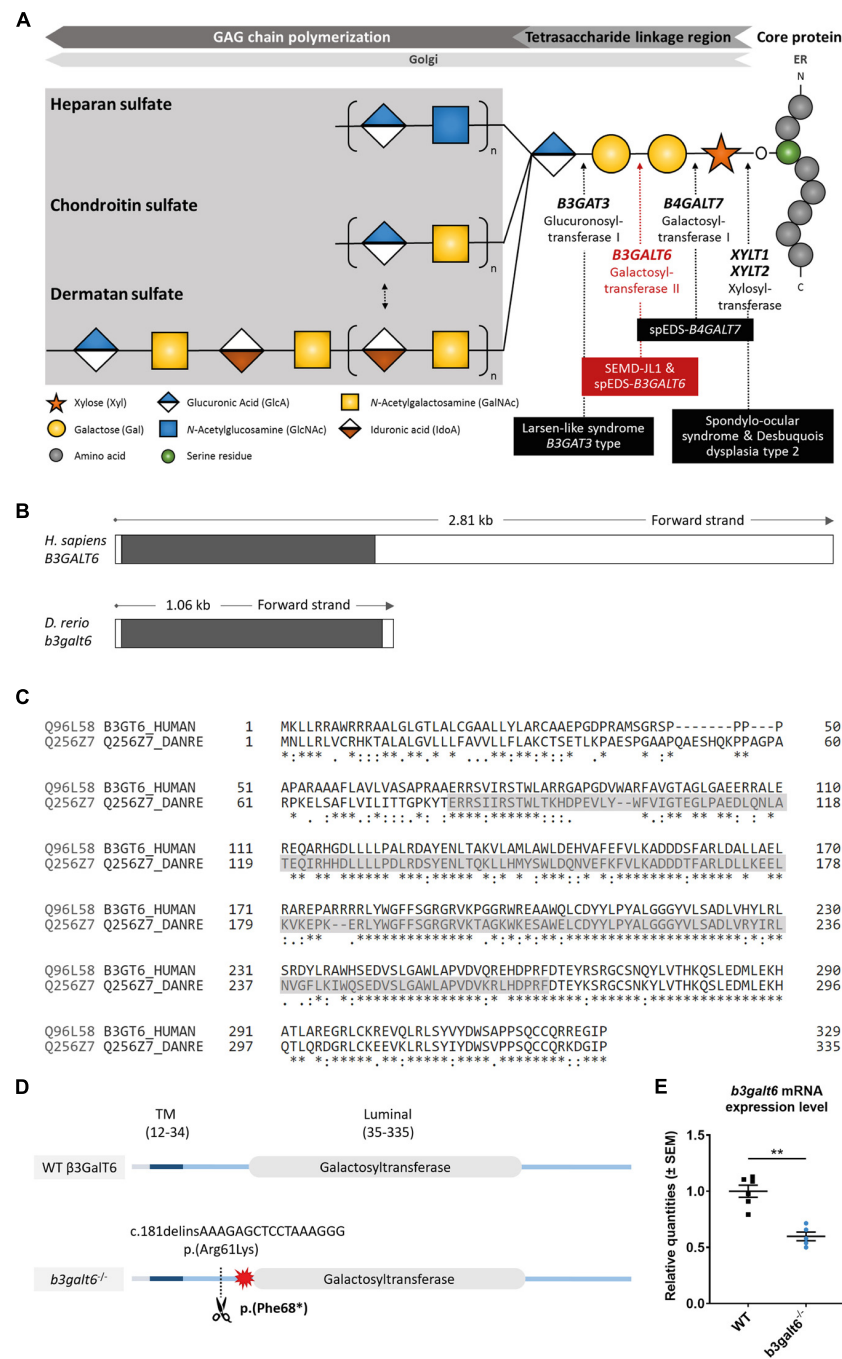 A
GAG chain polymerization
Tetrasaccharide linkage region
Core protein
Golgi
ER
N
Heparan sulfate
n
Chondroitin sulfate
n
Dermatan sulfate
n
O
C
B3GAT3
Glucuronosyl-
transferase I
B4GALT7
Galactosyl-
transferase I
B3GALT6
Galactosyl-
transferase II
XYLT1
XYLT2
Xylosyl-
transferase
spEDS-B4GALT7
SEMD-JL1 &
spEDS-B3GALT6
Larsen-like syndrome
B3GAT3 type
Spondylo-ocular
syndrome & Desbuquois
dysplasia type 2
Xylose (Xyl)
Glucuronic Acid (GlcA)
N-Acetylgalactosamine (GalNAc)
Galactose (Gal)
N-Acetylglucosamine (GlcNAc)
Iduronic acid (IdoA)
Amino acid
Serine residue
B
2.81 kb Forward strand
H. sapiens
B3GALT6
1.06 kb Forward strand
D. rerio
b3galt6
C
Q96L58 B3GT6_HUMAN 1 MKLLRRAWRRRAALGLGTLALCGAALLYLARCAAEPGDPRAMSGRSP-------PP---P 50
Q256Z7 Q256Z7_DANRE 1 MNLLRLVCRHKTALALGVLLLFAVVLLFLAKCTSETLKPAESPGAAPQAESHQKPPAGPA 60
Q96L58 B3GT6_HUMAN 51 APARAAAFLAVLVASAPRAAERRSVIRSTWLARRGAPGDVWARFAVGTAGLGAEERRALE 110
Q256Z7 Q256Z7_DANRE 61 RPKELSAFLVILITTGPKYTERRSIIRSTWLTKHDPEVLY--WFVIGTEGLPAEDLQNLA 118
Q96L58 B3GT6_HUMAN 111 REQARHGDLLLLPALRDAYENLTAKVLAMLAWLDEHVAFEFVLKADDDSFARLDALLAEL 170
Q256Z7 Q256Z7_DANRE 119 TEQIRHHDLLLLPDLRDSYENLTQKLLHMYSWLDQNVEFKFVLKADDDTFARLDLLKEEL 178
Q96L58 B3GT6_HUMAN 171 RAREPARRRRLYWGFFSGRGRVKPGGRWREAAWQLCDYYLPYALGGGYVLSADLVHYLRL 230
Q256Z7 Q256Z7_DANRE 179 KVKEPK--ERLYWGFFSGRGRVKTAGKWKESAWELCDYYLPYALGGGYVLSADLVRYIRL 236
Q96L58 B3GT6_HUMAN 231 SRDYLRAWHSEDVSLGAWLAPVDVQREHDPRFDTEYRSRGCSNQYLVTHKQSLEDMLEKH 290
Q256Z7 Q256Z7_DANRE 237 NVGFLKIWQSEDVSLGAWLAPVDVKRLHDPRFDTEYKSRGCSNQYLVTHKQSLEDMLEKH 296
Q96L58 B3GT6_HUMAN 291 ATLAREGRLCKREVQLRLSYVYDWSAPPSQCCQRREGIP 329
Q256Z7 Q256Z7_DANRE 297 QTLQRDGRLCKEEVKLRLSYIYDWSVPPSQCCQRKDGIP 335
D
TM
(12-34)
Luminal
(35-335)
WT β3GalT6
Galactosyltransferase
c.181delinsAAAGAGCTCCTAAAGGG
p.(Arg61Lys)
b3galt6-/-
Galactosyltransferase
p.(Phe68*)
E
b3galt6 mRNA
expression level
Relative quantities (± SEM)
1.5
1.0
0.5
0.0
**
WT
b3galt6-/-